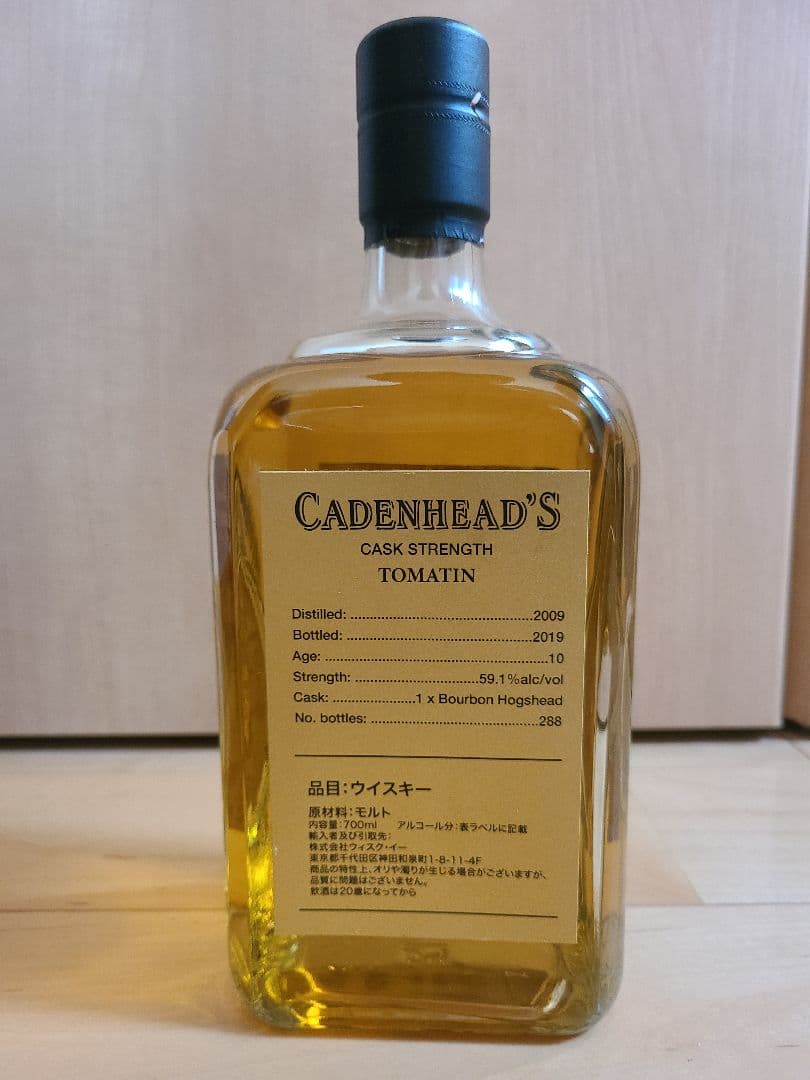 CADENHEAD'S
CASK STRENGTH
TOMATIN
Distilled: ................................................2009
Bottled: .................................................2019
Age: ...........................................................10
Strength: .................................59.1%alc/vol
Cask: ......................1 x Bourbon Hogshead
No. bottles: ............................................288
品目:ウイスキー
原材料:モルト
内容量:700ml アルコール分:表ラベルに記載
輸入者及び引取先:
株式会社ウィスク・イー
東京都千代田区神田和泉町1-8-11-4F
商品の特性上、オリや濁りが生じる場合がございますが、
品質に問題はございません。
飲酒は20歳になってから